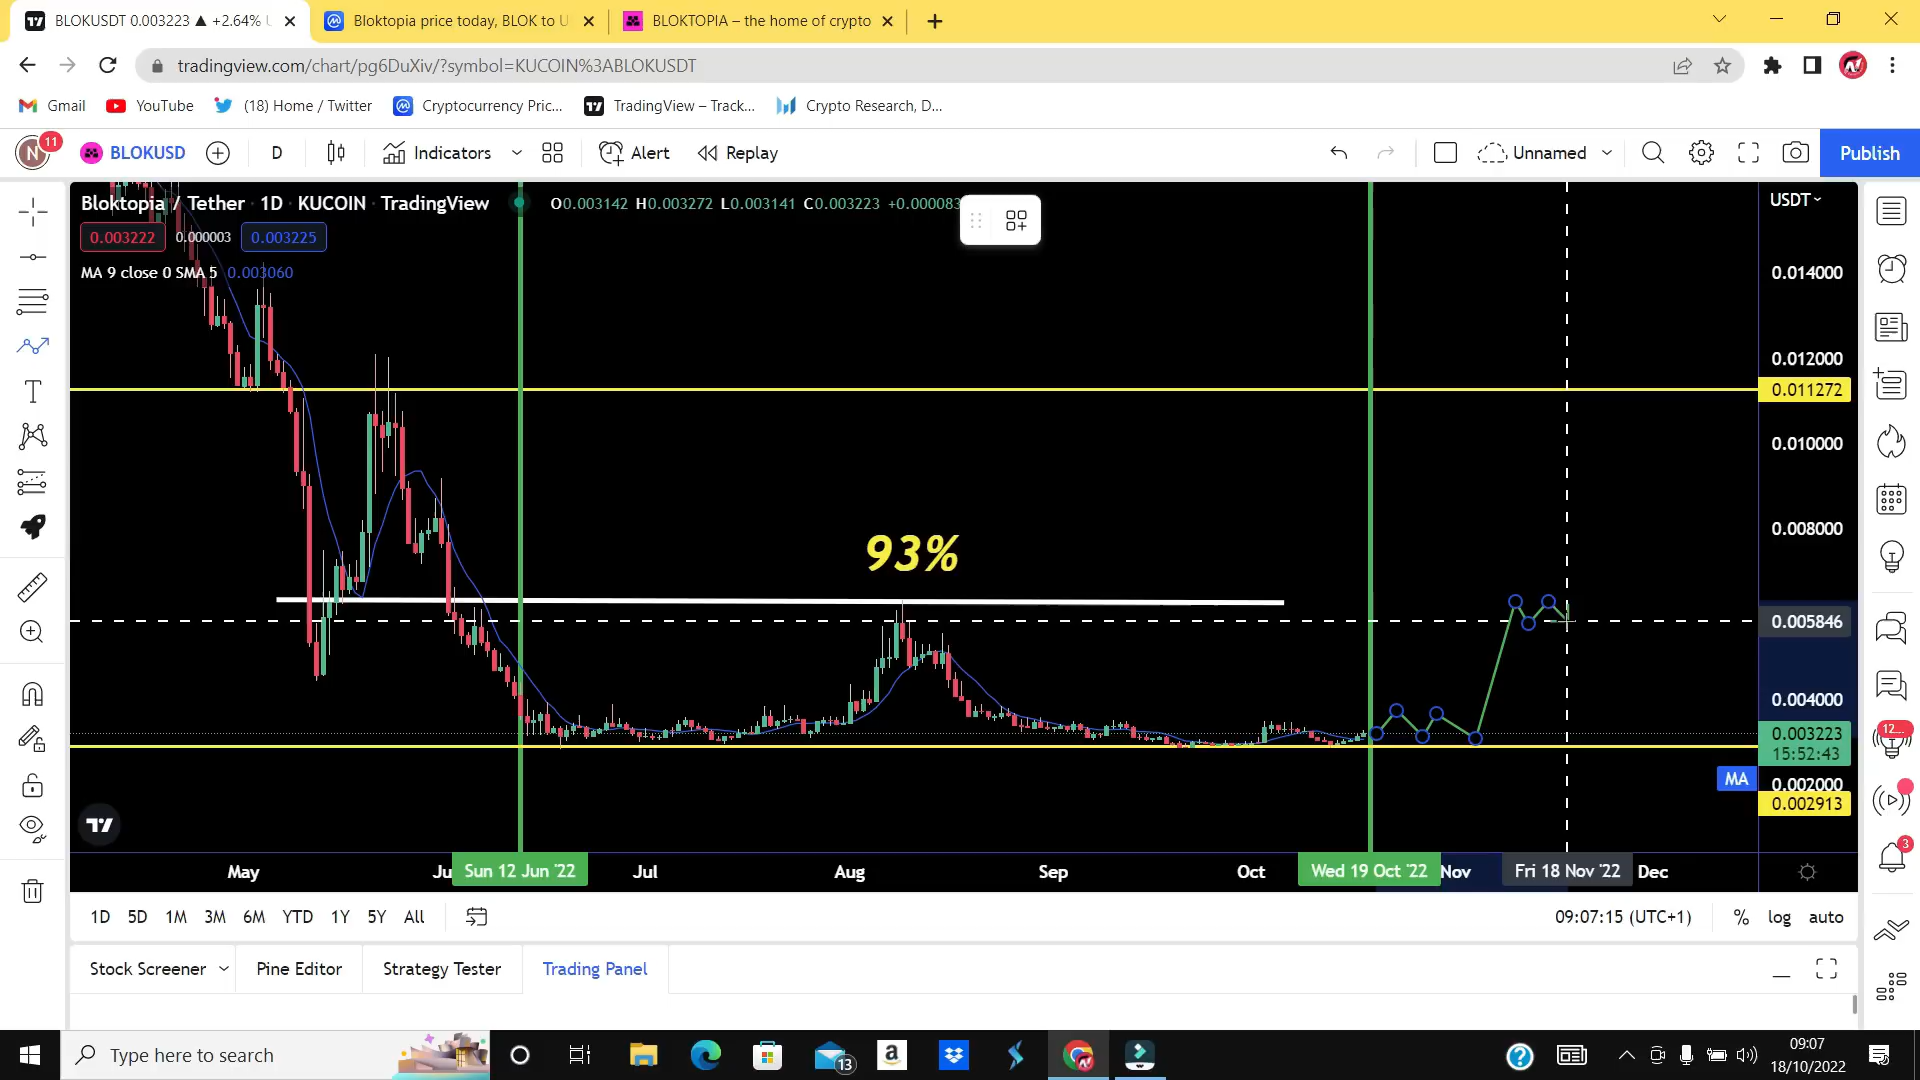 BLOKUSDT 0.003223 ▲ +2.64% U
Bloktopia price today, BLOK to U
BLOKTOPIA – the home of crypto
tradingview.com/chart/pg6DuXiv/?symbol=KUCOIN%3ABLOKUSDT
Gmail
YouTube
(18) Home / Twitter
Cryptocurrency Pric...
TradingView – Track...
Crypto Research, D...
N 11
BLOKUSD
D
Indicators
Alert
Replay
Unnamed
Publish
Bloktopia / Tether · 1D · KUCOIN · TradingView
O0.003142 H0.003272 L0.003141 C0.003223 +0.000083
USDT
0.003222 0.000003 0.003225
MA 9 close 0 SMA 5 0.003060
0.014000
0.012000
0.011272
0.010000
0.008000
93%
0.005846
0.004000
0.003223
15:52:43
MA
0.002000
0.002913
12...
3
May
Ju
Sun 12 Jun '22
Jul
Aug
Sep
Oct
Wed 19 Oct '22
Nov
Fri 18 Nov '22
Dec
1D 5D 1M 3M 6M YTD 1Y 5Y All
09:07:15 (UTC+1)
% log auto
Stock Screener
Pine Editor
Strategy Tester
Trading Panel
Type here to search
13
09:07
18/10/2022